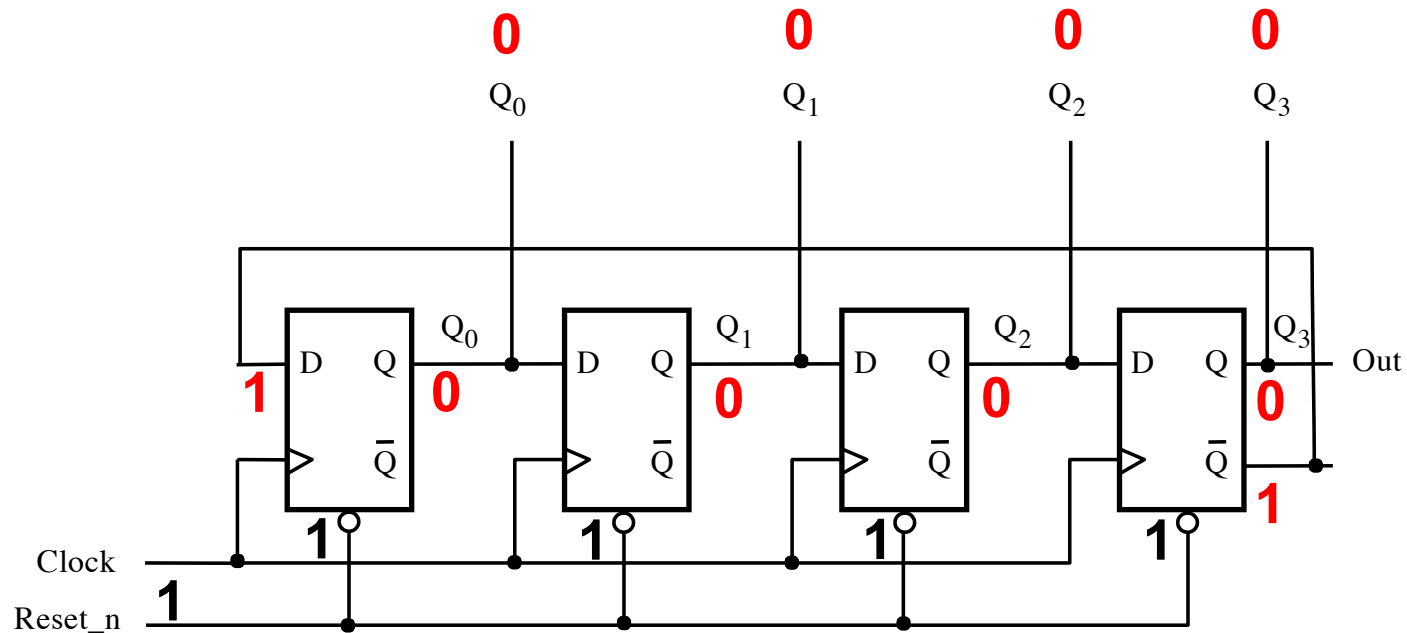 0 0 0 0
Q0 Q1 Q2 Q3
Q0 Q1 Q2 Q3
D Q D Q D Q D Q Out
1 0 0 0 0
Q̅ Q̅ Q̅ Q̅
1
1 1 1 1
Clock
1
Reset_n